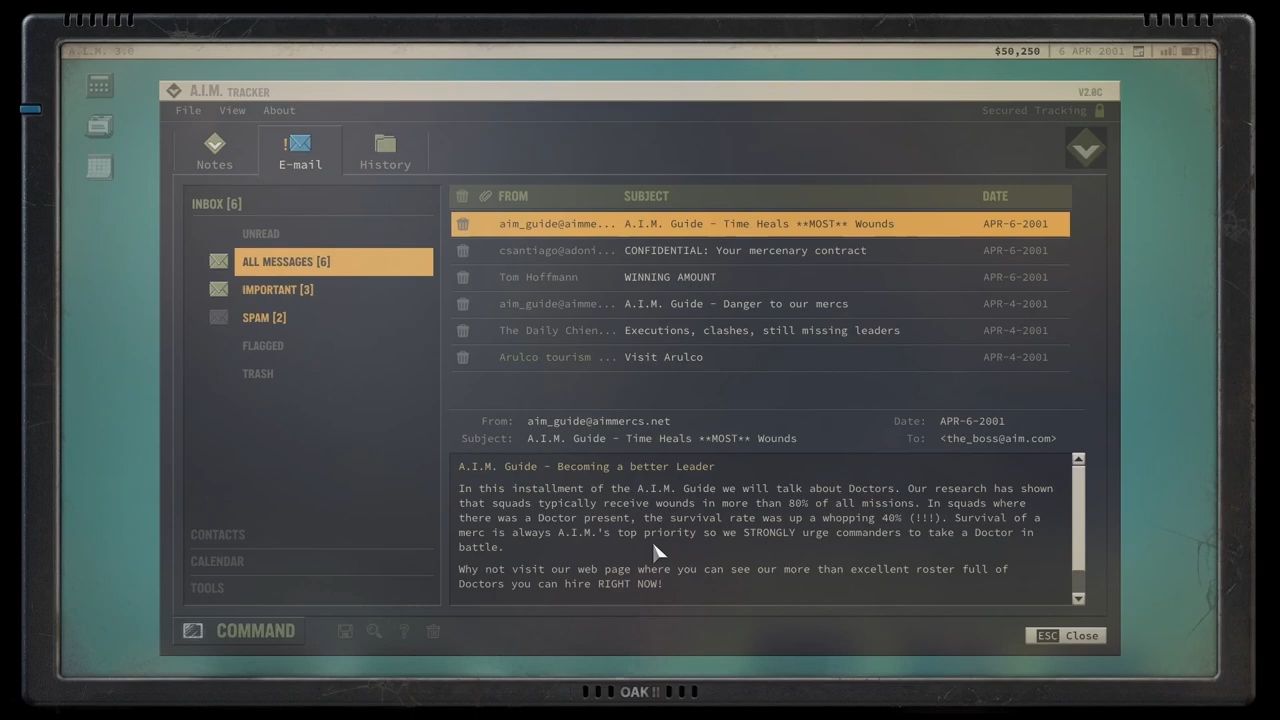 A.I.M. 3.0
$50,250
6 APR 2001
A.I.M. TRACKER
V2.0C
File View About
Secured Tracking
Notes E-mail History
INBOX [6]
UNREAD
ALL MESSAGES [6]
IMPORTANT [3]
SPAM [2]
FLAGGED
TRASH
CONTACTS
CALENDAR
TOOLS
FROM SUBJECT DATE
aim_guide@aimme... A.I.M. Guide - Time Heals **MOST** Wounds APR-6-2001
csantiago@adoni... CONFIDENTIAL: Your mercenary contract APR-6-2001
Tom Hoffmann WINNING AMOUNT APR-6-2001
aim_guide@aimme... A.I.M. Guide - Danger to our mercs APR-4-2001
The Daily Chien... Executions, clashes, still missing leaders APR-4-2001
Arulco tourism ... Visit Arulco APR-4-2001
From: aim_guide@aimmercs.net Date: APR-6-2001
Subject: A.I.M. Guide - Time Heals **MOST** Wounds To: <the_boss@aim.com>
A.I.M. Guide - Becoming a better Leader
In this installment of the A.I.M. Guide we will talk about Doctors. Our research has shown
that squads typically receive wounds in more than 80% of all missions. In squads where
there was a Doctor present, the survival rate was up a whopping 40% (!!!). Survival of a
merc is always A.I.M.'s top priority so we STRONGLY urge commanders to take a Doctor in
battle.
Why not visit our web page where you can see our more than excellent roster full of
Doctors you can hire RIGHT NOW!
COMMAND
ESC Close
OAK